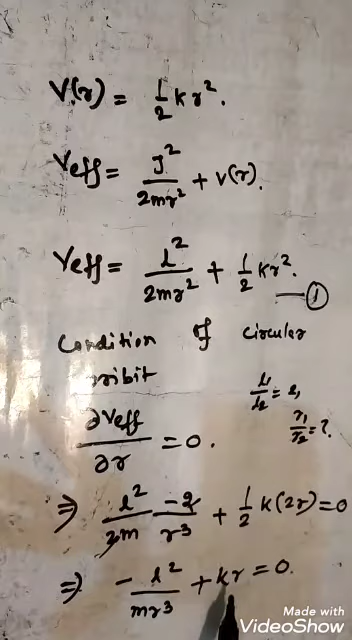 V(r) = 1/2 kr².
Veff = J²/2mr² + V(r).
Veff = L²/2mr² + 1/2 kr². —①
Condition of circular
oribit
L₁/L₂ = 2,
∂Veff/∂r = 0.
r₁/r₂ = ?
⇒ L²/2m -2/r³ + 1/2 k(2r) = 0
⇒ - L²/mr³ + kr = 0.
Made with
VideoShow